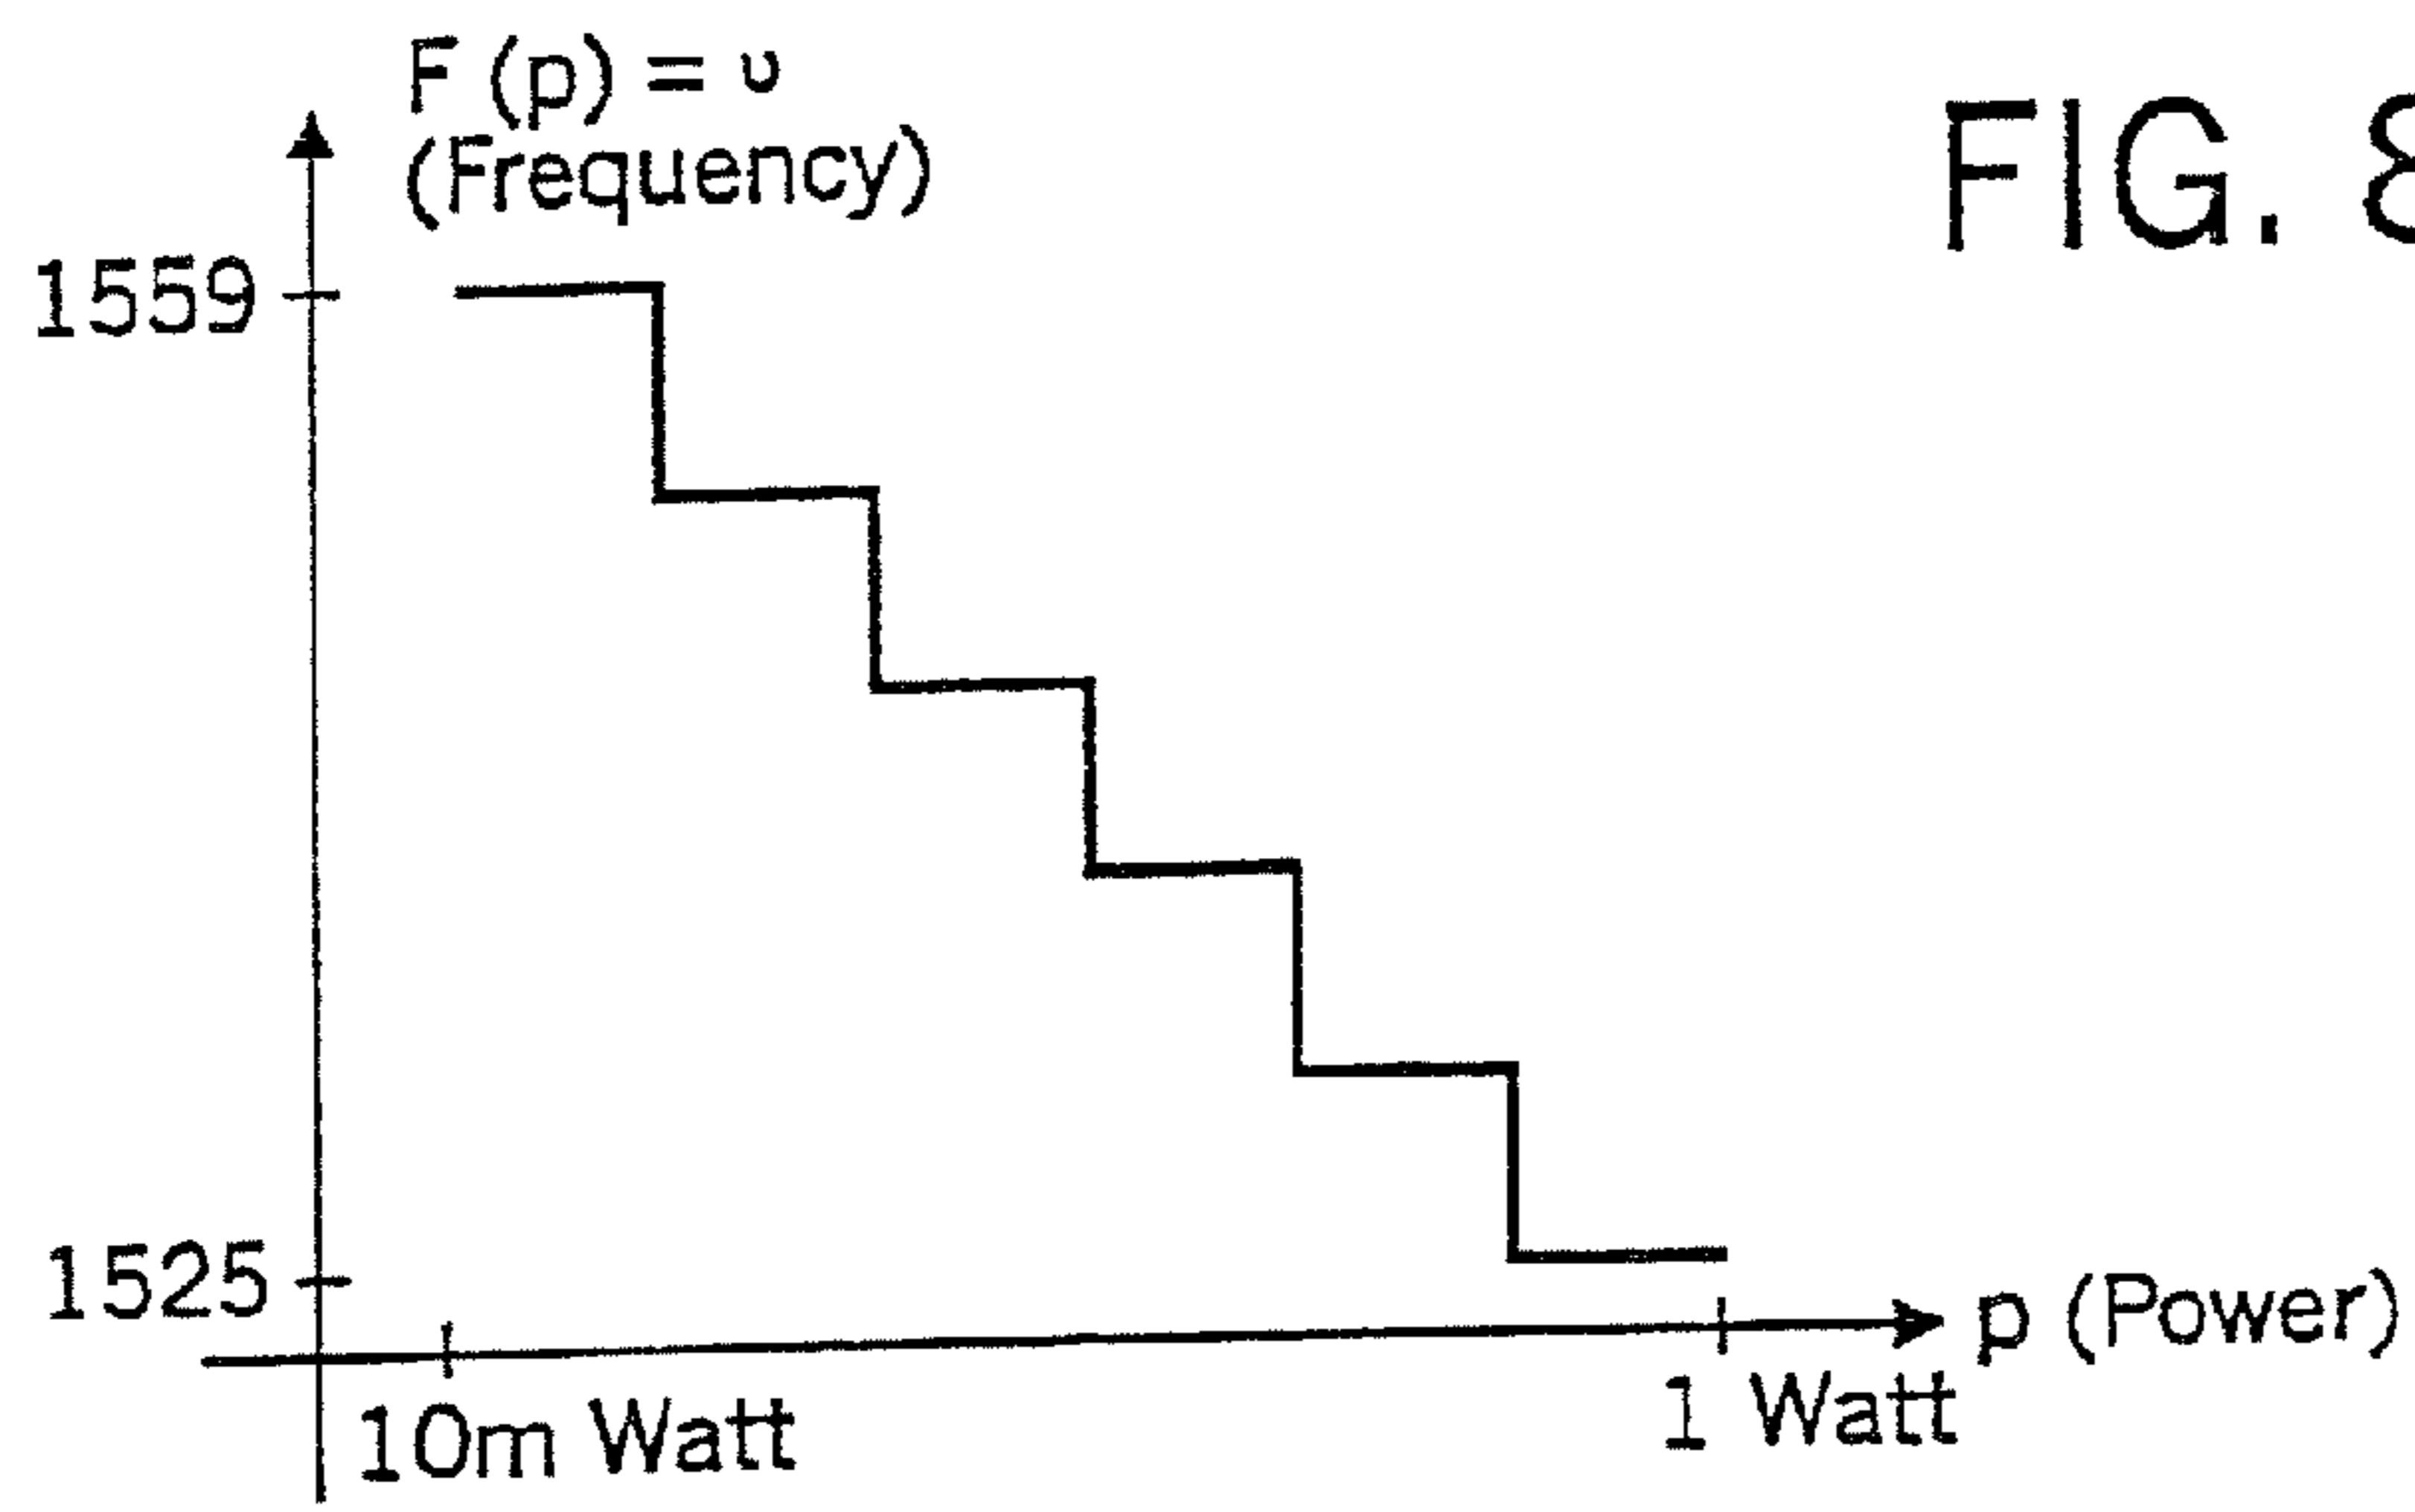 F (p) = υ
(Frequency)
FIG. 8
1559
1525
p (Power)
10m Watt
1 Watt